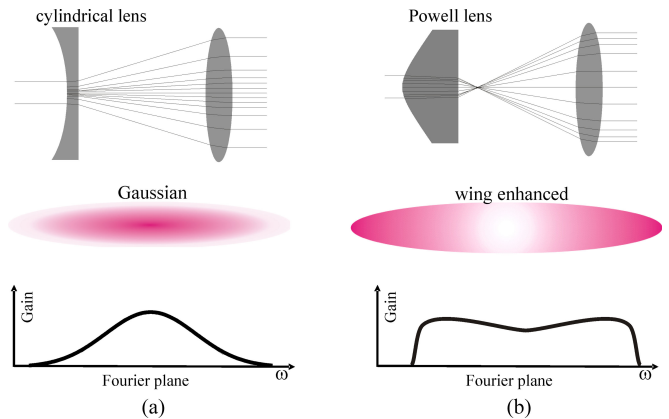 cylindrical lens
Powell lens
Gaussian
wing enhanced
Gain
Fourier plane
ω
Gain
Fourier plane
ω
(a)
(b)